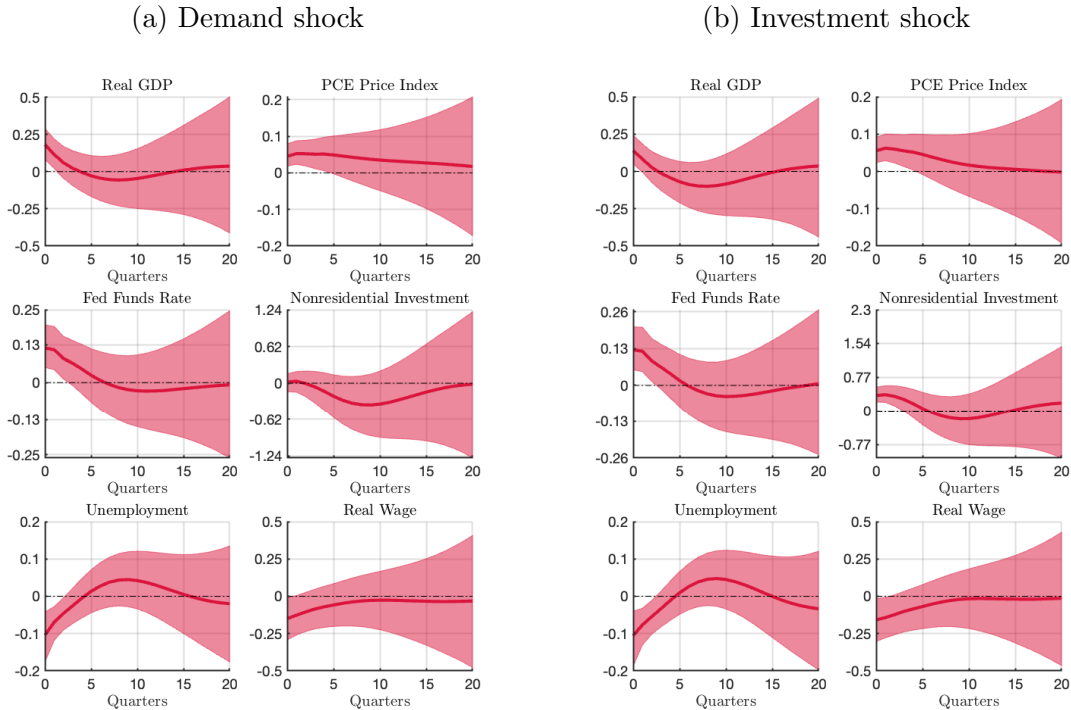 (a) Demand shock
Real GDP
0.5
0.25
0
-0.25
-0.5
0 5 10 15 20
Quarters
PCE Price Index
0.2
0.1
0
-0.1
-0.2
0 5 10 15 20
Quarters
Fed Funds Rate
0.25
0.13
0
-0.13
-0.25
0 5 10 15 20
Quarters
Nonresidential Investment
1.24
0.62
0
-0.62
-1.24
0 5 10 15 20
Quarters
Unemployment
0.2
0.1
0
-0.1
-0.2
0 5 10 15 20
Quarters
Real Wage
0.5
0.25
0
-0.25
-0.5
0 5 10 15 20
Quarters
(b) Investment shock
Real GDP
0.5
0.25
0
-0.25
-0.5
0 5 10 15 20
Quarters
PCE Price Index
0.2
0.1
0
-0.1
-0.2
0 5 10 15 20
Quarters
Fed Funds Rate
0.26
0.13
0
-0.13
-0.26
0 5 10 15 20
Quarters
Nonresidential Investment
2.3
1.54
0.77
0
-0.77
0 5 10 15 20
Quarters
Unemployment
0.2
0.1
0
-0.1
-0.2
0 5 10 15 20
Quarters
Real Wage
0.5
0.25
0
-0.25
-0.5
0 5 10 15 20
Quarters